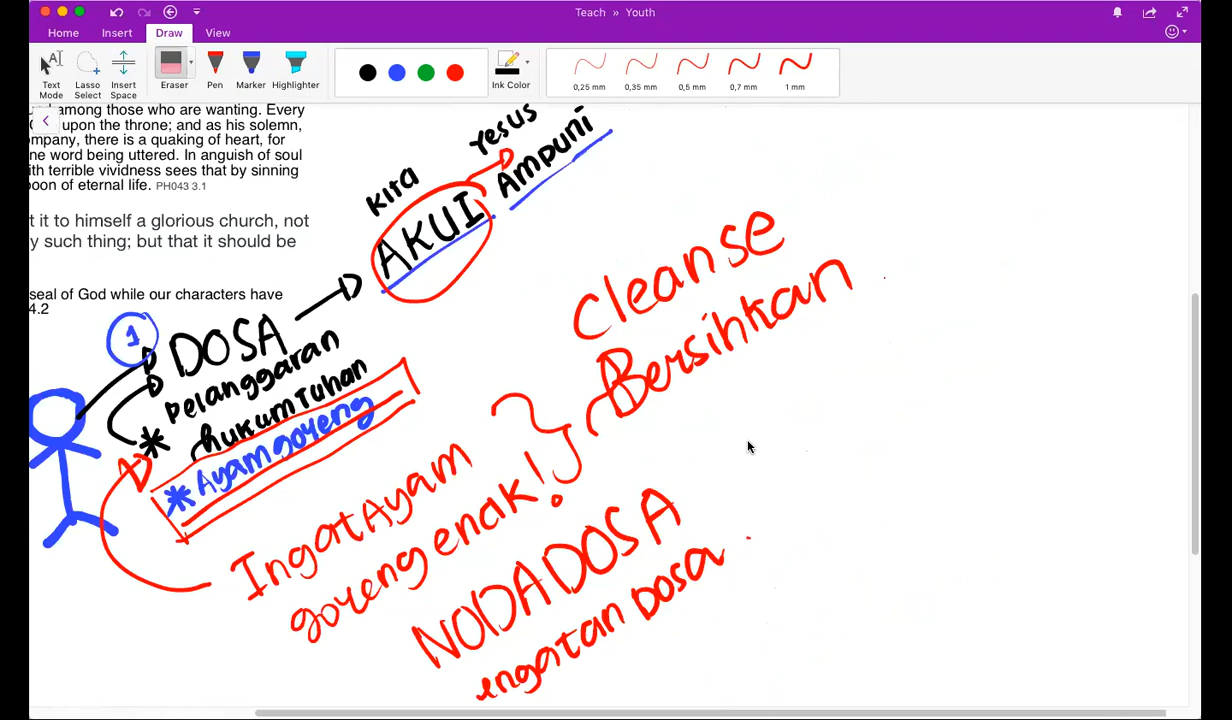 Teach » Youth
Home Insert Draw View
Text Mode
Lasso Select
Insert Space
Eraser
Pen
Marker
Highlighter
Ink Color
0,25 mm
0,35 mm
0,5 mm
0,7 mm
1 mm
among those who are wanting. Every
upon the throne; and as his solemn,
ompany, there is a quaking of heart, for
ne word being uttered. In anguish of soul
ith terrible vividness sees that by sinning
oon of eternal life. PH043 3.1
t it to himself a glorious church, not
y such thing; but that it should be
seal of God while our characters have
4.2
Kita
Yesus
AKUI
Ampuni
1
DOSA
* Pelanggaran
hukum Tuhan
* Ayam goreng
Ingat Ayam
goreng enak!
Cleanse
Bersihkan
NODA DOSA
ingatan Dosa